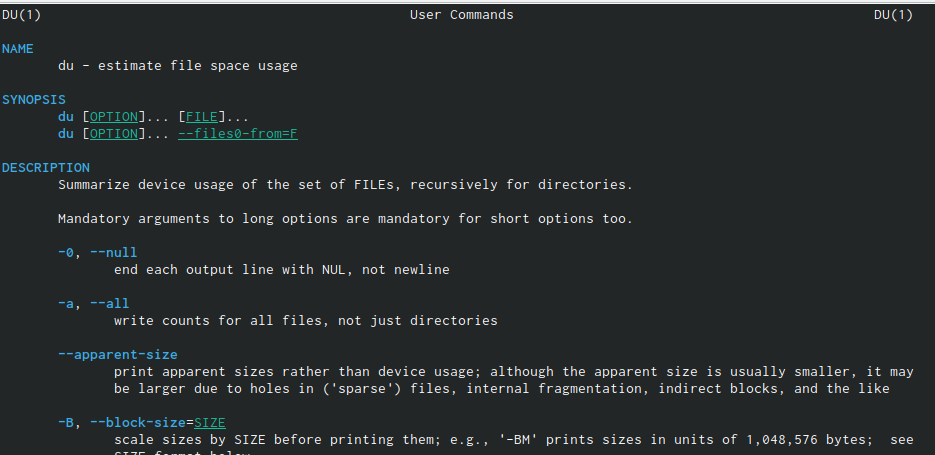 DU(1) User Commands DU(1)
NAME
du - estimate file space usage
SYNOPSIS
du [OPTION]... [FILE]...
du [OPTION]... --files0-from=F
DESCRIPTION
Summarize device usage of the set of FILEs, recursively for directories.
Mandatory arguments to long options are mandatory for short options too.
-0, --null
end each output line with NUL, not newline
-a, --all
write counts for all files, not just directories
--apparent-size
print apparent sizes rather than device usage; although the apparent size is usually smaller, it may
be larger due to holes in ('sparse') files, internal fragmentation, indirect blocks, and the like
-B, --block-size=SIZE
scale sizes by SIZE before printing them; e.g., '-BM' prints sizes in units of 1,048,576 bytes; see
SIZE format below